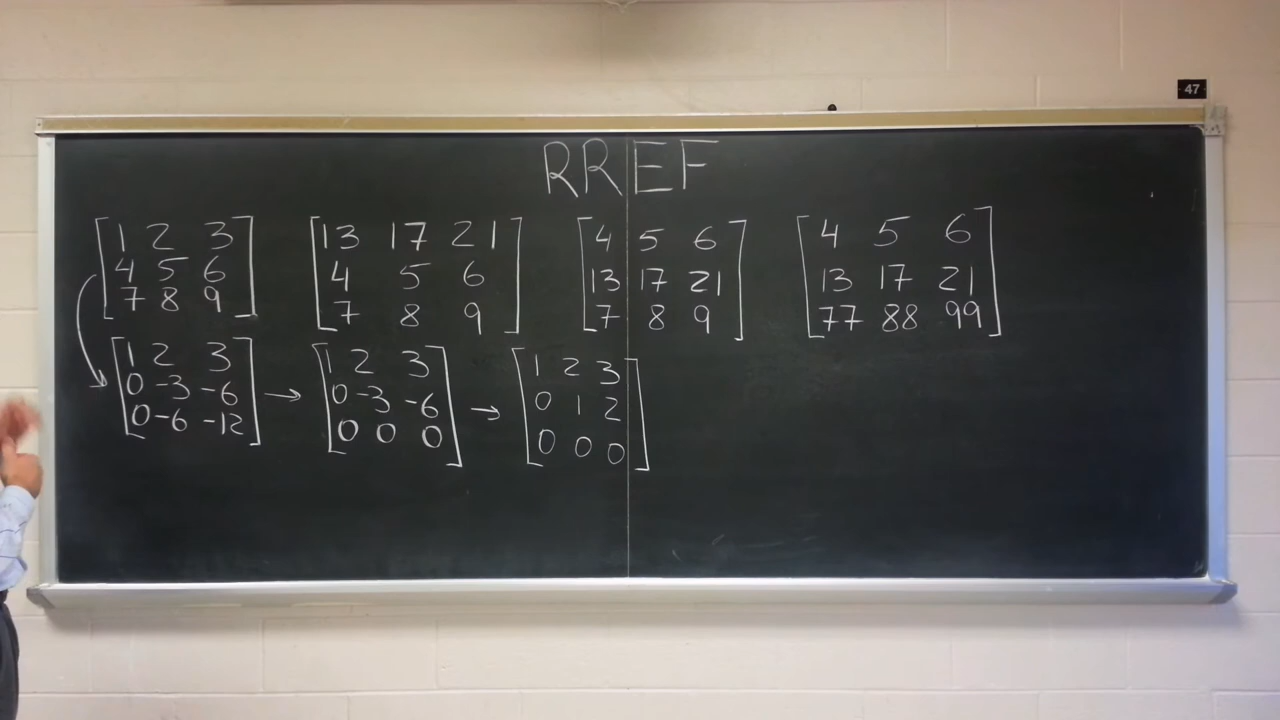 47
RREF
[1 2 3] [13 17 21] [4 5 6] [4 5 6]
[4 5 6] [4 5 6] [13 17 21] [13 17 21]
[7 8 9] [7 8 9] [7 8 9] [77 88 99]
[1 2 3] [1 2 3] [1 2 3]
[0 -3 -6] → [0 -3 -6] → [0 1 2]
[0 -6 -12] [0 0 0] [0 0 0]